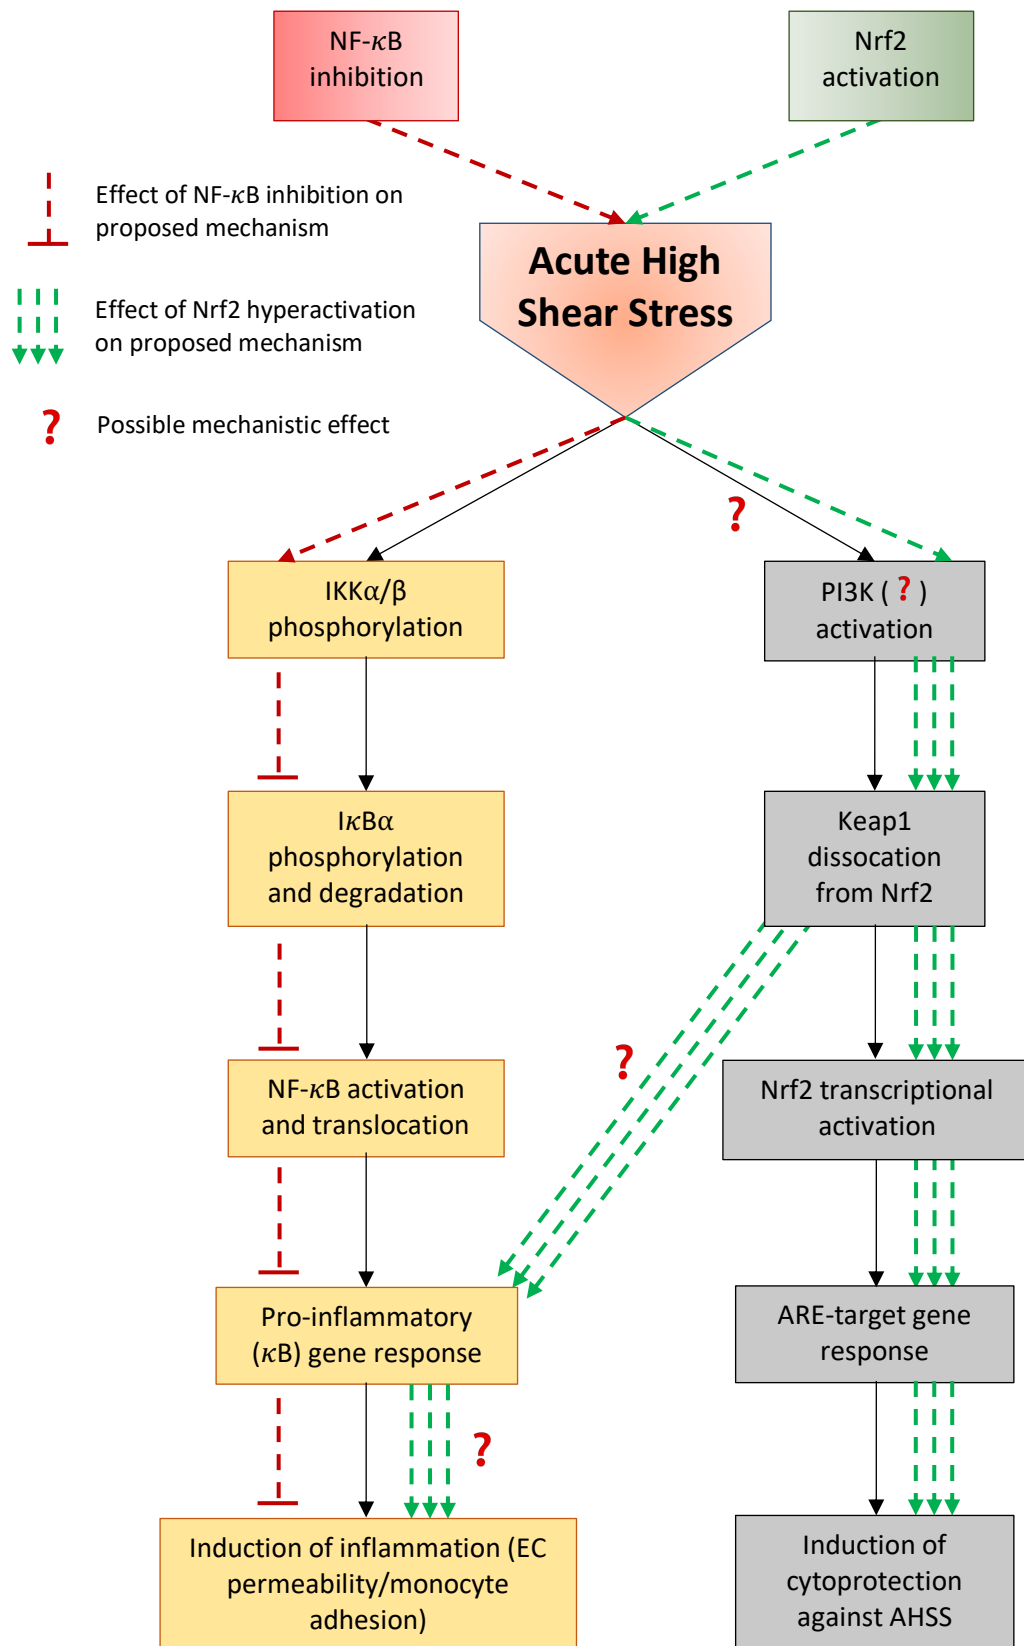 NF-κB
inhibition
Nrf2
activation
Effect of NF-κB inhibition on
proposed mechanism
Effect of Nrf2 hyperactivation
on proposed mechanism
? Possible mechanistic effect
Acute High
Shear Stress
?
IKKα/β
phosphorylation
PI3K ( ? )
activation
IκBα
phosphorylation
and degradation
Keap1
dissocation
from Nrf2
?
NF-κB activation
and translocation
Nrf2 transcriptional
activation
Pro-inflammatory
(κB) gene response
ARE-target gene
response
?
Induction of inflammation (EC
permeability/monocyte
adhesion)
Induction of
cytoprotection
against AHSS